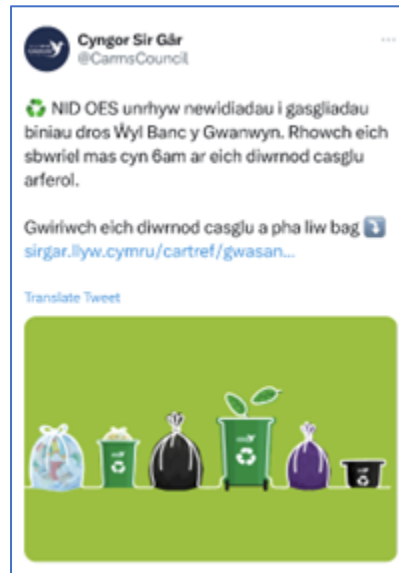 Cyngor Sir Gâr
@CarmsCouncil
♻️ NID OES unrhyw newidiadau i gasgliadau
biniau dros Ŵyl Banc y Gwanwyn. Rhowch eich
sbwriel mas cyn 6am ar eich diwrnod casglu
arferol.
Gwiriwch eich diwrnod casglu a pha liw bag ⤵️
sirgar.llyw.cymru/cartref/gwasan...
Translate Tweet